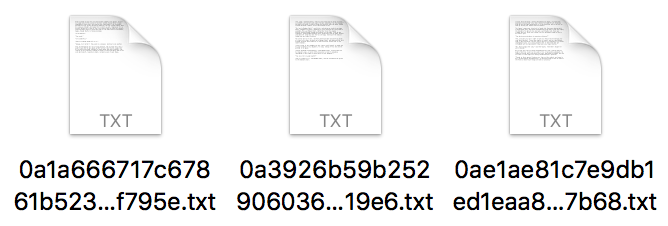 TXT TXT TXT
0a1a666717c678 0a3926b59b252 0ae1ae81c7e9db1
61b523...f795e.txt 906036...19e6.txt ed1eaa8...7b68.txt